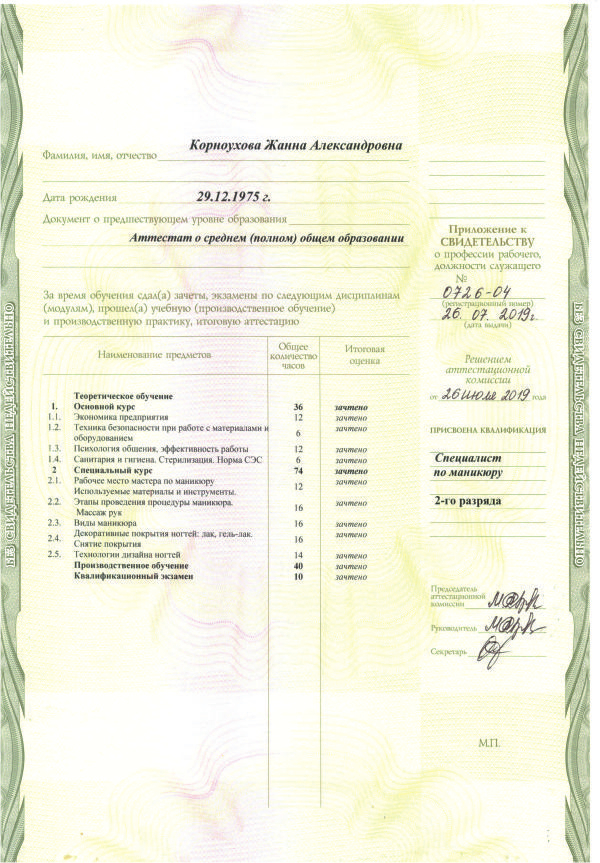 Корноухова Жанна Александровна
Фамилия, имя, отчество
Дата рождения 29.12.1975 г.
Документ о предшествующем уровне образования
Аттестат о среднем (полном) общем образовании
За время обучения сдал(а) зачеты, экзамены по следующим дисциплинам
(модулям), прошел(а) учебную (производственное обучение)
и производственную практику, итоговую аттестацию
Наименование предметов
Общее
количество
часов
Итоговая
оценка
Теоретическое обучение
1. Основной курс 36 зачтено
1.1. Экономика предприятия 12 зачтено
1.2. Техника безопасности при работе с материалами и
оборудованием 6 зачтено
1.3. Психология общения, эффективность работы 12 зачтено
1.4. Санитария и гигиена. Стерилизация. Норма СЭС 6 зачтено
2 Специальный курс 74 зачтено
2.1. Рабочее место мастера по маникюру
Используемые материалы и инструменты. 12 зачтено
2.2. Этапы проведения процедуры маникюра.
Массаж рук 16 зачтено
2.3. Виды маникюра 16 зачтено
2.4. Декоративные покрытия ногтей: лак, гель-лак.
Снятие покрытия 16 зачтено
2.5. Технологии дизайна ногтей 14 зачтено
Производственное обучение 40 зачтено
Квалификационный экзамен 10 зачтено
Приложение к
СВИДЕТЕЛЬСТВУ
о профессии рабочего,
должности служащего
№
0726-04
(регистрационный номер)
26. 07. 2019г.
(дата выдачи)
Решением
аттестационной
комиссии
от 26 июля 2019 года
ПРИСВОЕНА КВАЛИФИКАЦИЯ
Специалист
по маникюру
2-го разряда
Председатель
аттестационной
комиссии
Руководитель
Секретарь
М.П.
БЕЗ СВИДЕТЕЛЬСТВА НЕДЕЙСТВИТЕЛЬНО
БЕЗ СВИДЕТЕЛЬСТВА НЕДЕЙСТВИТЕЛЬНО